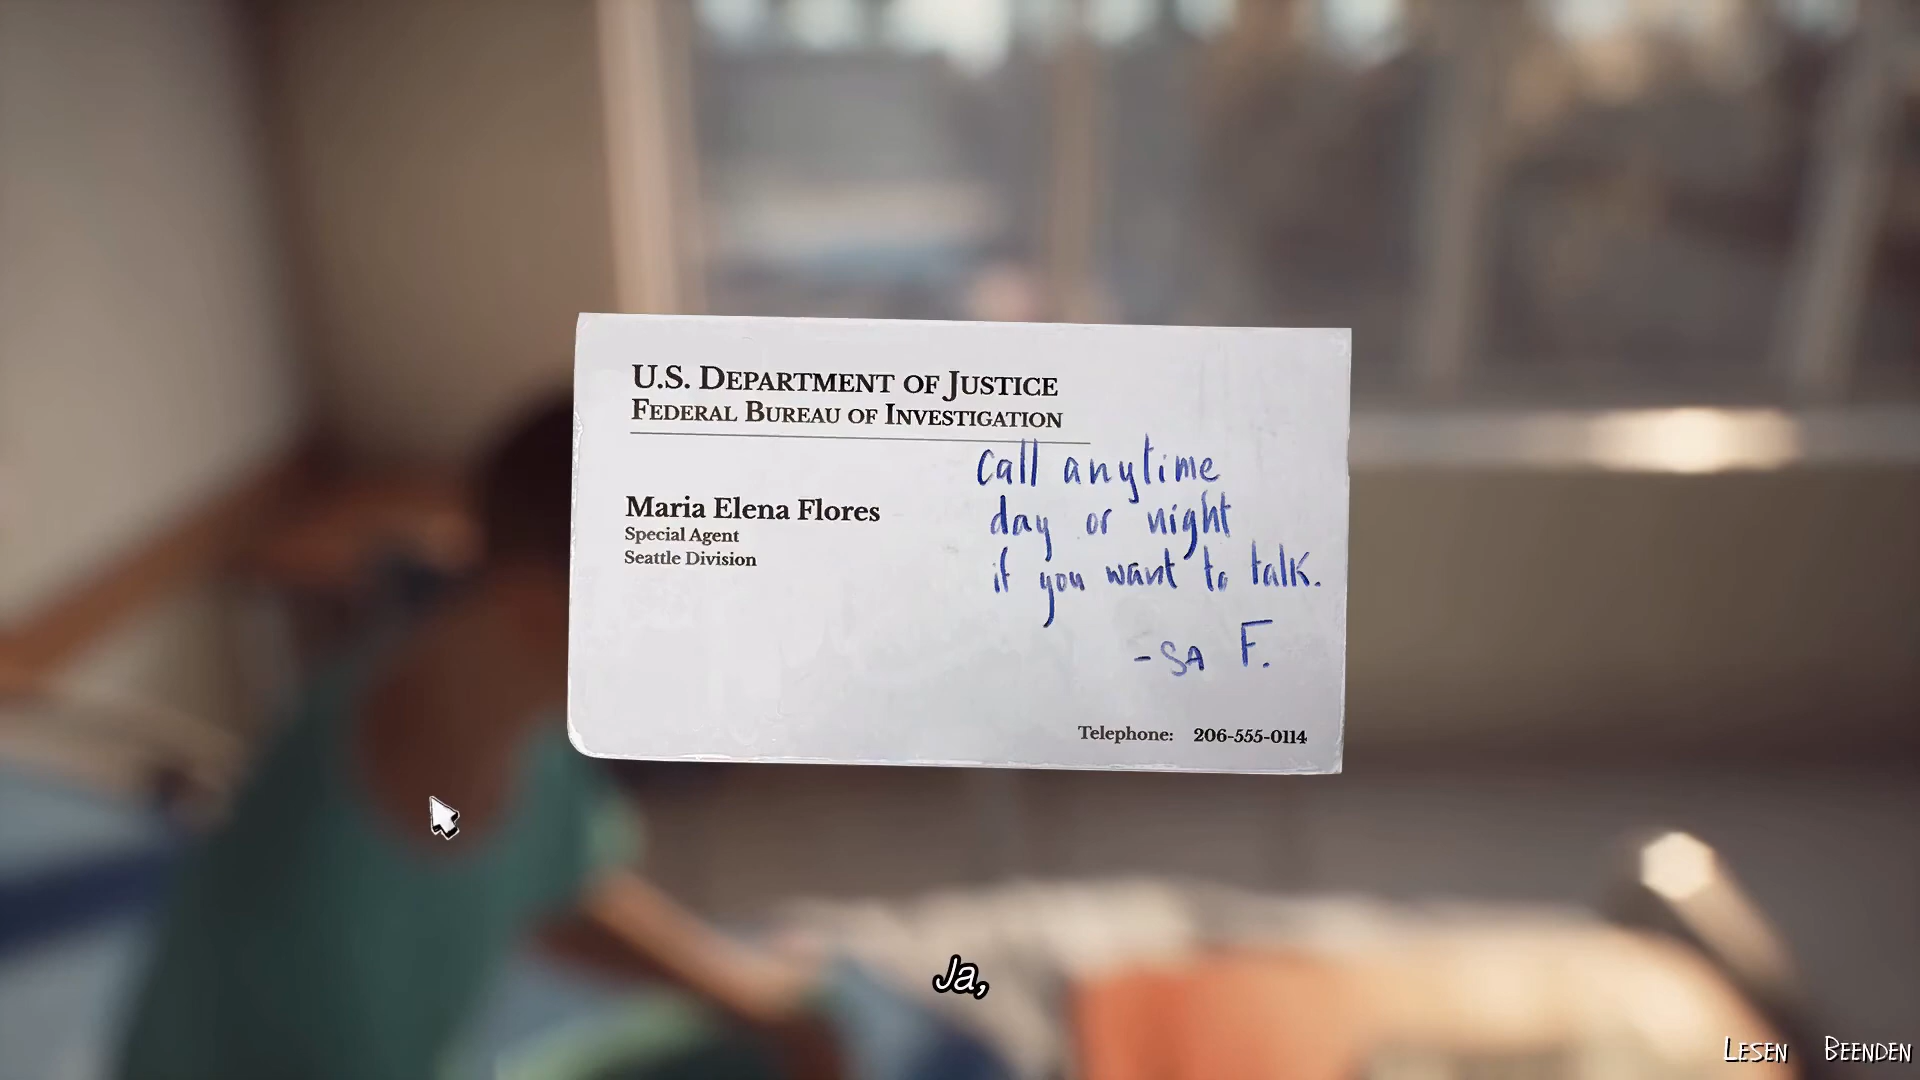 U.S. Department of Justice
Federal Bureau of Investigation
Call anytime
day or night
if you want to talk.
-SA F.
Maria Elena Flores
Special Agent
Seattle Division
Telephone: 206-555-0114
Ja,
Lesen Beenden